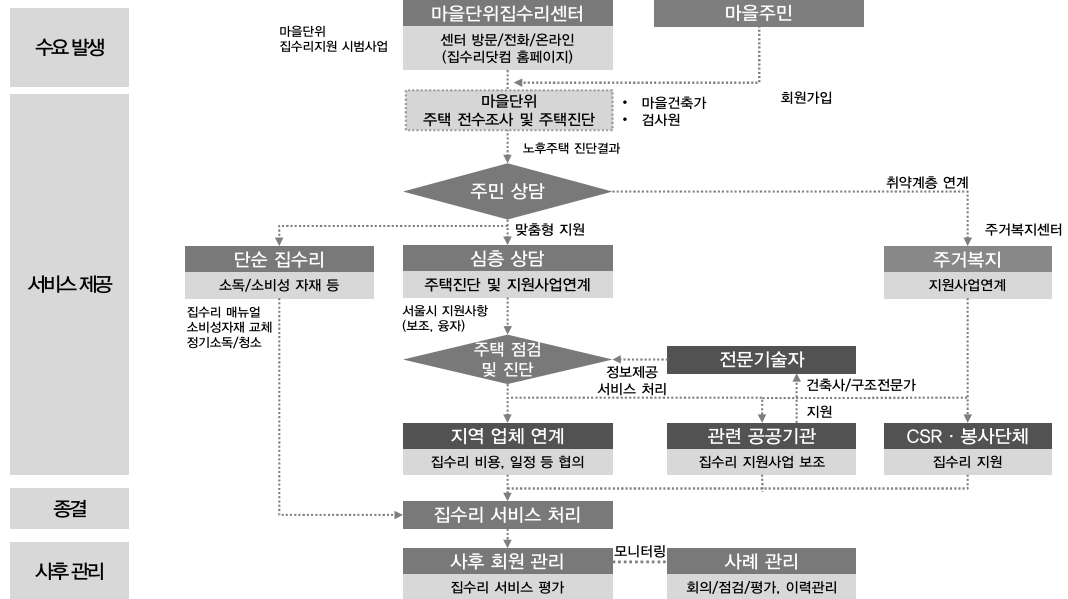 수요 발생
마을단위
집수리지원 시범사업
마을단위집수리센터
센터 방문/전화/온라인
(집수리닷컴 홈페이지)
마을주민
회원가입
서비스 제공
마을단위
주택 전수조사 및 주택진단
• 마을건축가
• 검사원
노후주택 진단결과
주민 상담
취약계층 연계
맞춤형 지원
주거복지센터
단순 집수리
소독/소비성 자재 등
심층 상담
주택진단 및 지원사업연계
주거복지
지원사업연계
집수리 매뉴얼
소비성자재 교체
정기소독/청소
서울시 지원사항
(보조, 융자)
주택 점검
및 진단
전문기술자
정보제공
서비스 처리
건축사/구조전문가
지원
지역 업체 연계
집수리 비용, 일정 등 협의
관련 공공기관
집수리 지원사업 보조
CSR · 봉사단체
집수리 지원
종결
집수리 서비스 처리
사후 관리
사후 회원 관리
집수리 서비스 평가
모니터링
사례 관리
회의/점검/평가, 이력관리